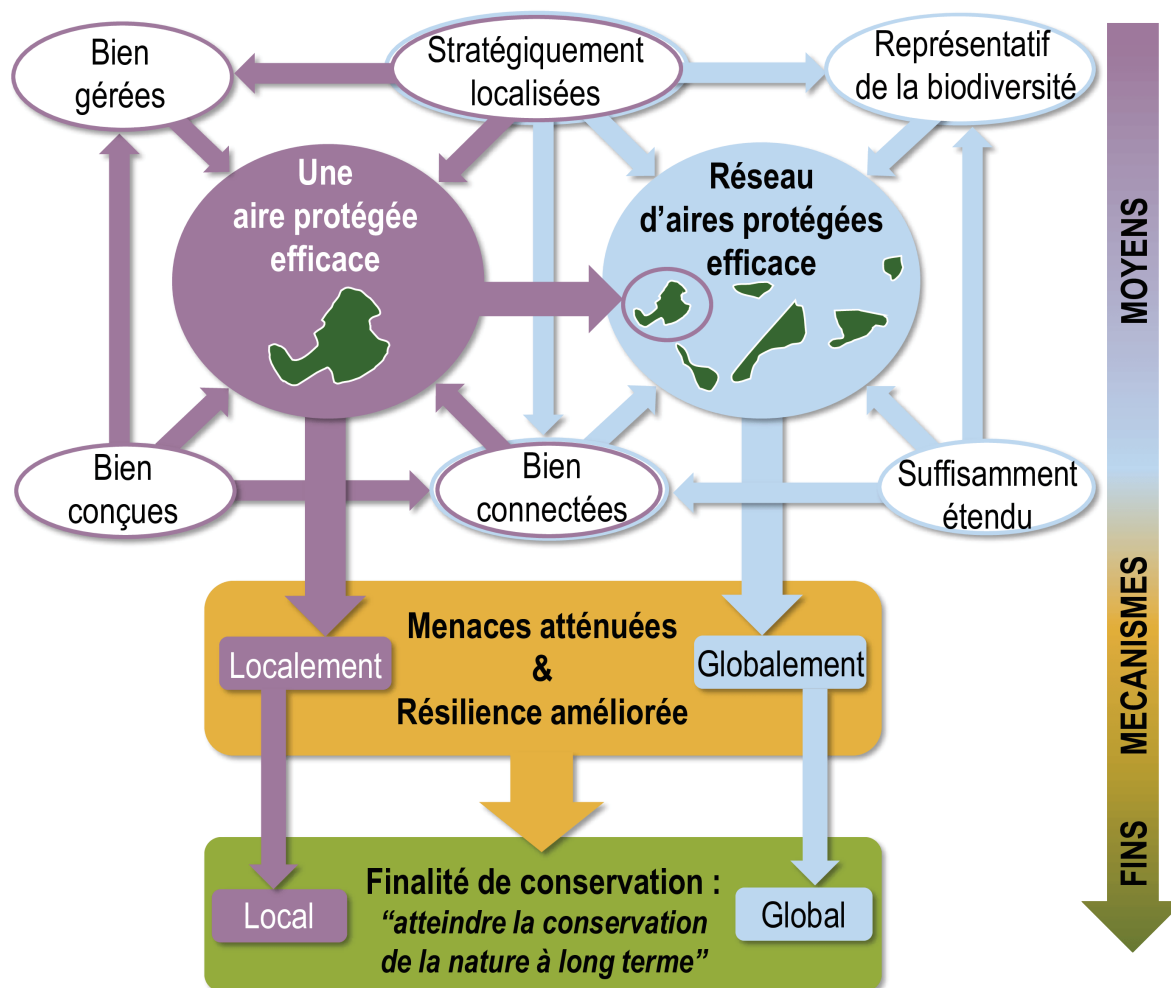 Bien
gérées
Stratégiquement
localisées
Représentatif
de la biodiversité
Une
aire protégée
efficace
Réseau
d'aires protégées
efficace
Bien
conçues
Bien
connectées
Suffisamment
étendu
Menaces atténuées
&
Résilience améliorée
Localement
Globalement
Finalité de conservation :
“atteindre la conservation
de la nature à long terme”
Local
Global
MOYENS
MECANISMES
FINS